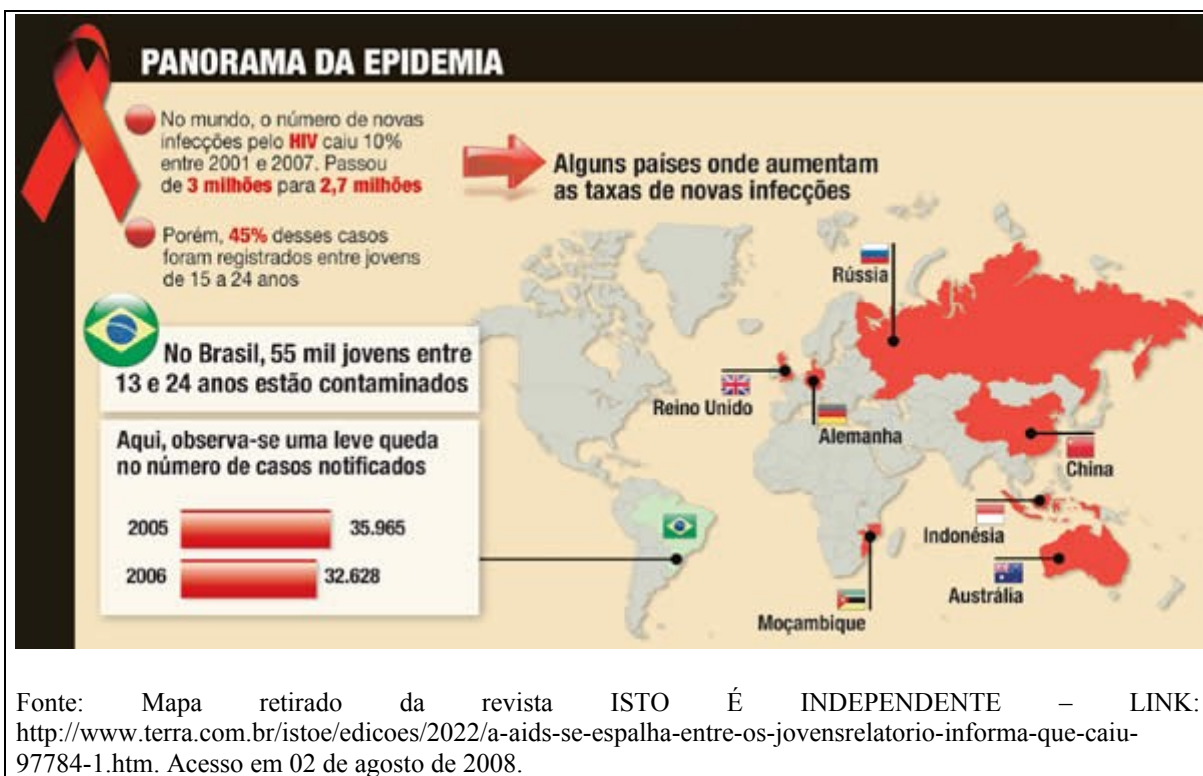 PANORAMA DA EPIDEMIA
No mundo, o número de novas
infecções pelo HIV caiu 10%
entre 2001 e 2007. Passou
de 3 milhões para 2,7 milhões
Porém, 45% desses casos
foram registrados entre jovens
de 15 a 24 anos
Alguns países onde aumentam
as taxas de novas infecções
No Brasil, 55 mil jovens entre
13 e 24 anos estão contaminados
Aqui, observa-se uma leve queda
no número de casos notificados
2005 35.965
2006 32.628
Rússia
Reino Unido
Alemanha
China
Indonésia
Austrália
Moçambique
Fonte: Mapa retirado da revista ISTO É INDEPENDENTE – LINK:
http://www.terra.com.br/istoe/edicoes/2022/a-aids-se-espalha-entre-os-jovensrelatorio-informa-que-caiu-
97784-1.htm. Acesso em 02 de agosto de 2008.